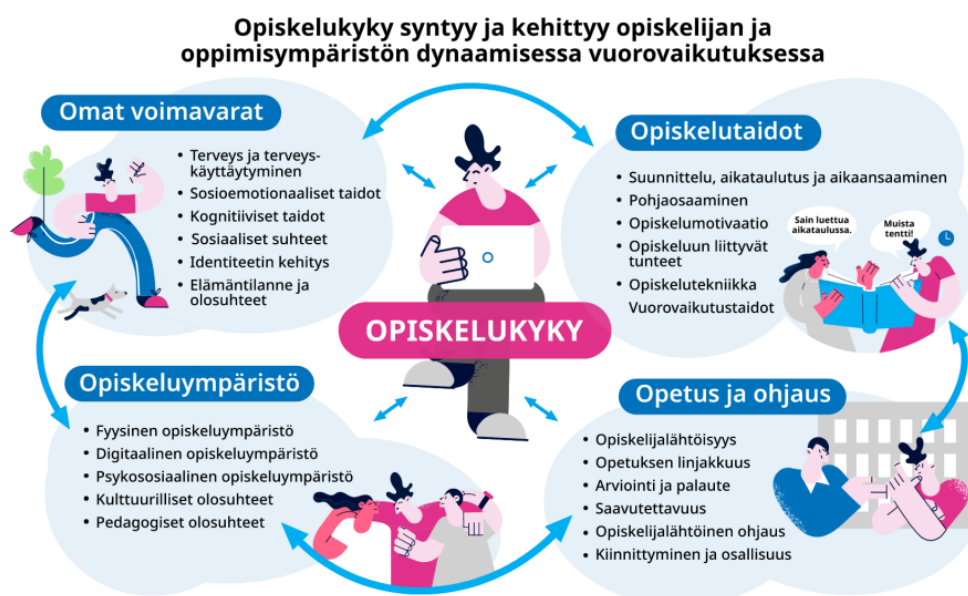 Opiskelukyky syntyy ja kehittyy opiskelijan ja
oppimisympäristön dynaamisessa vuorovaikutuksessa
Omat voimavarat
• Terveys ja terveys-
käyttäytyminen
• Sosioemotionaaliset taidot
• Kognitiiviset taidot
• Sosiaaliset suhteet
• Identiteetin kehitys
• Elämäntilanne ja
olosuhteet
Opiskelutaidot
• Suunnittelu, aikataulutus ja aikaansaaminen
• Pohjaosaaminen
• Opiskelumotivaatio
• Opiskeluun liittyvät
tunteet
• Opiskelutekniikka
Vuorovaikutustaidot
Sain luettua
aikataulussa.
Muista
tentti!
OPISKELUKYKY
Opiskeluympäristö
• Fyysinen opiskeluympäristö
• Digitaalinen opiskeluympäristö
• Psykososiaalinen opiskeluympäristö
• Kulttuurilliset olosuhteet
• Pedagogiset olosuhteet
Opetus ja ohjaus
• Opiskelijalähtöisyys
• Opetuksen linjakkuus
• Arviointi ja palaute
• Saavutettavuus
• Opiskelijalähtöinen ohjaus
• Kiinnittyminen ja osallisuus